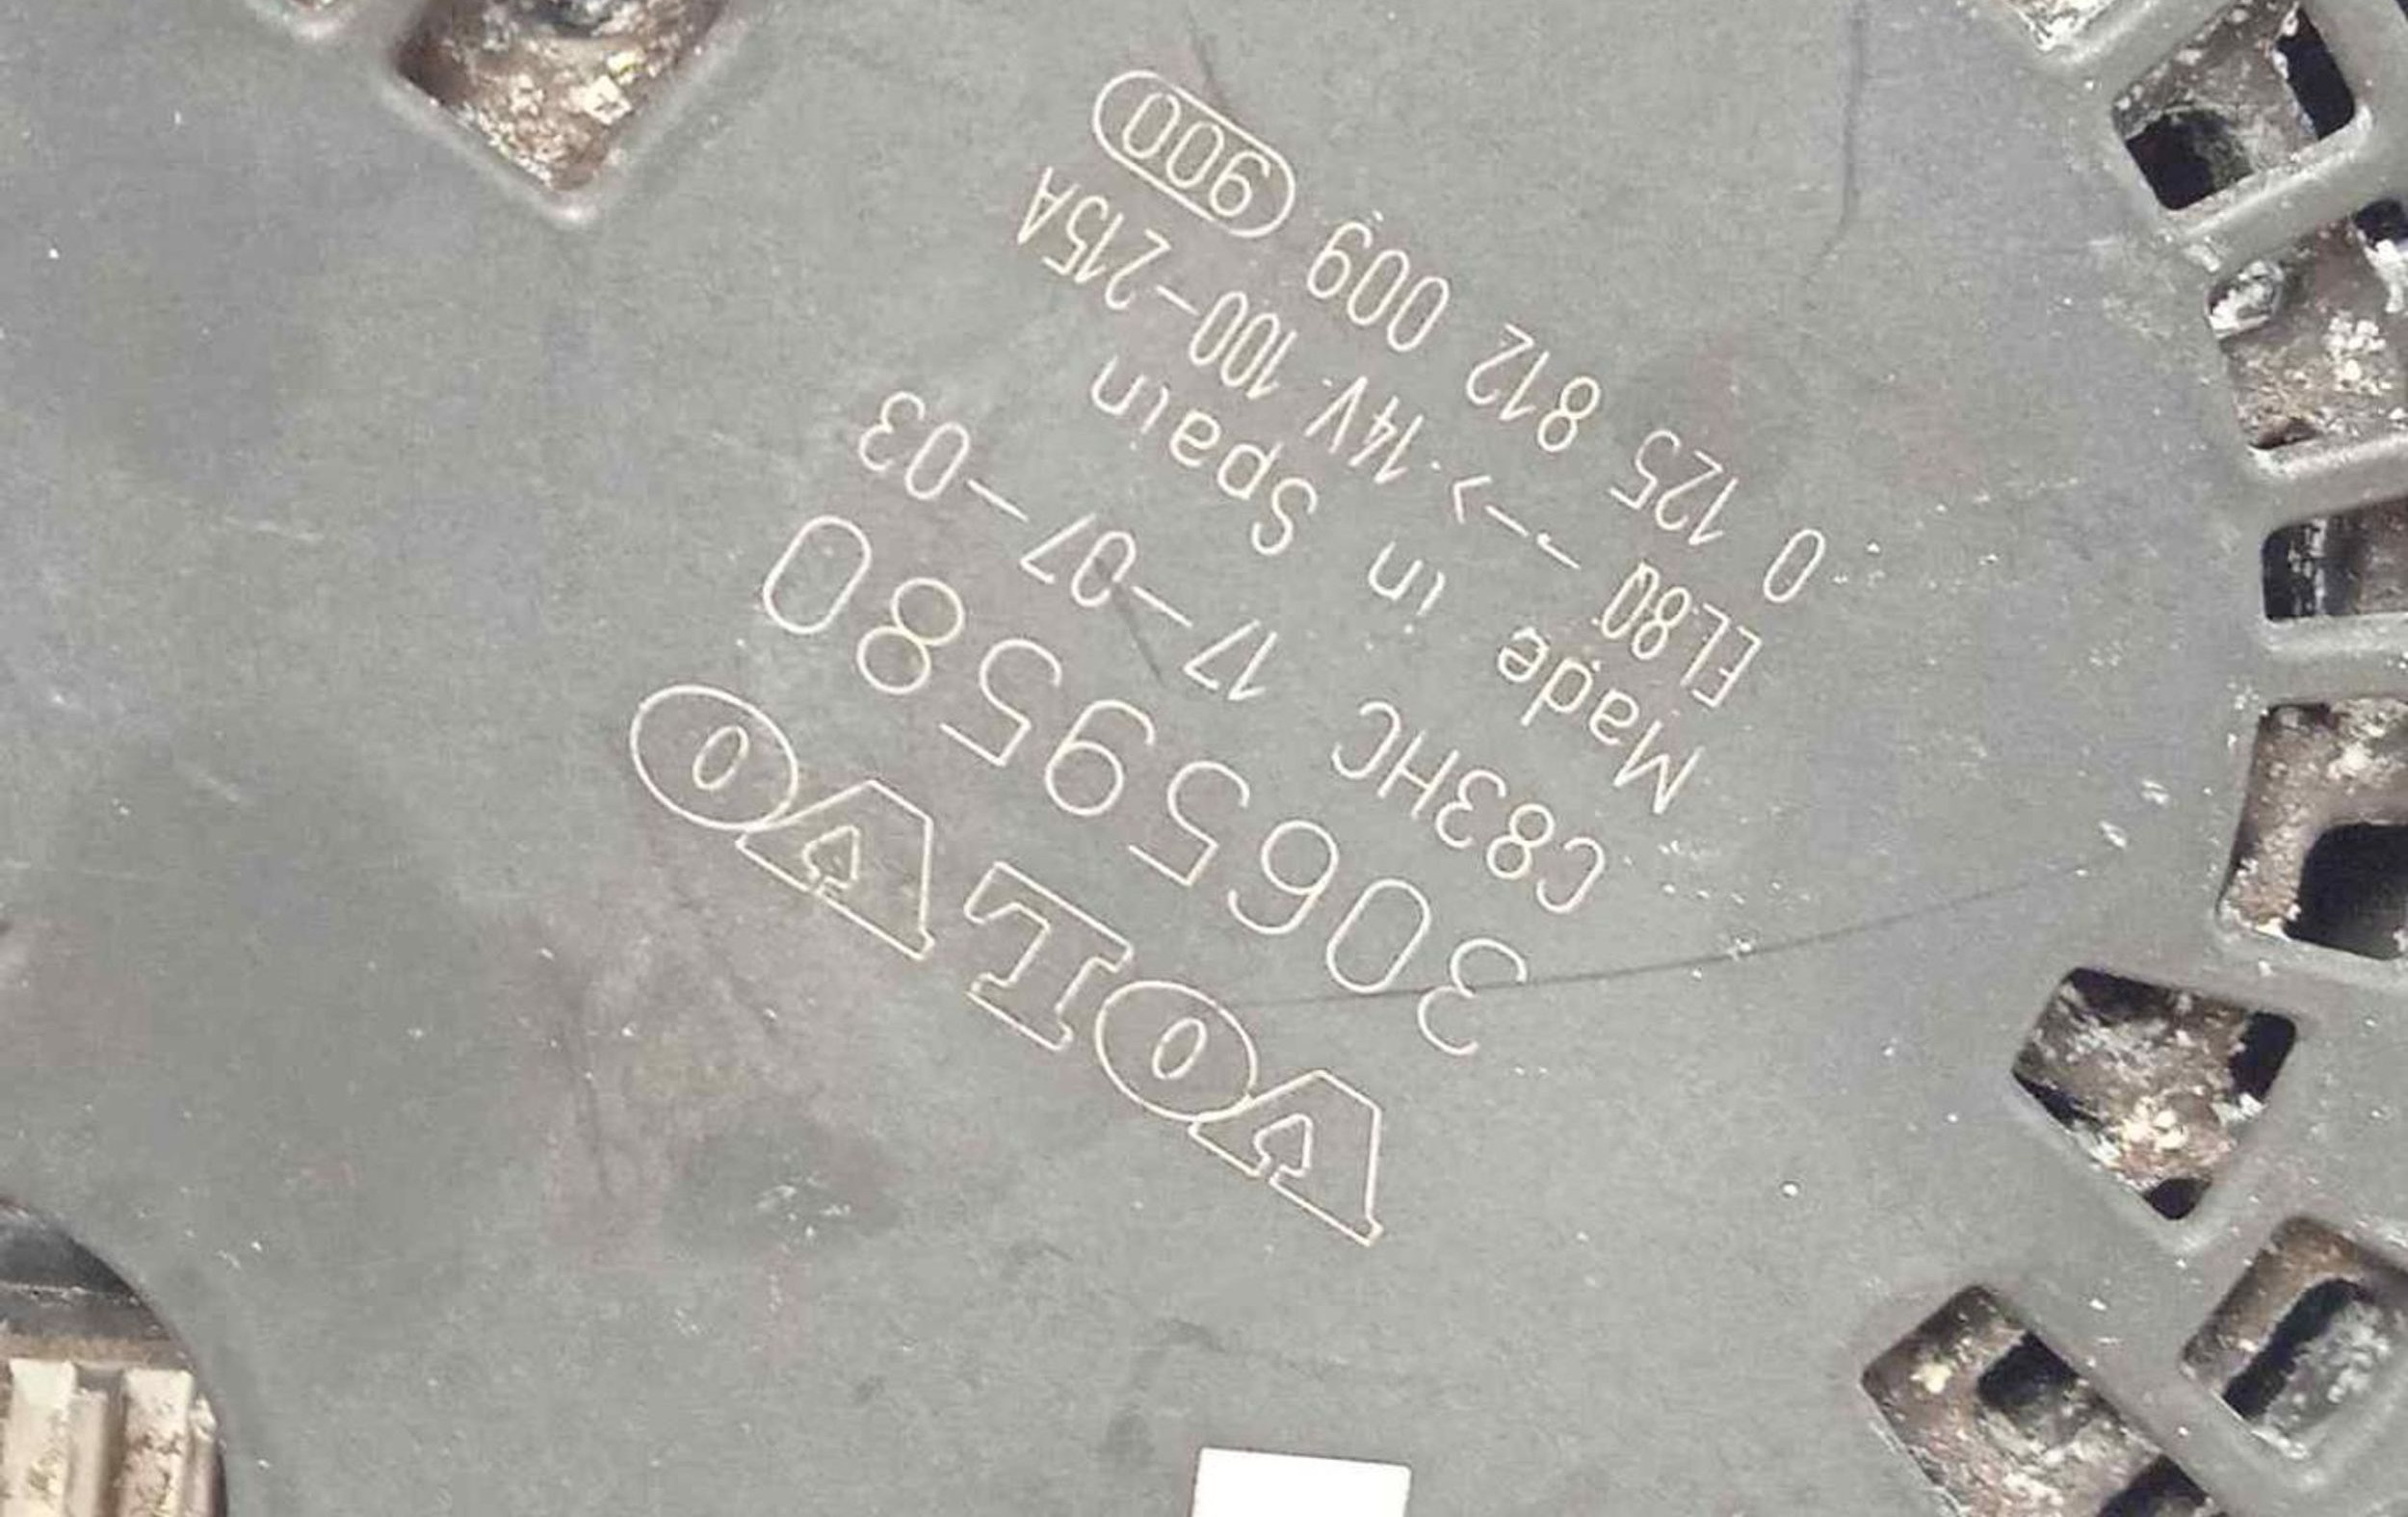 VOLVO
30659580
C83HC 17-07-03
Made in Spain
EL80 --> 14V 100-215A
0 125 812 009 900